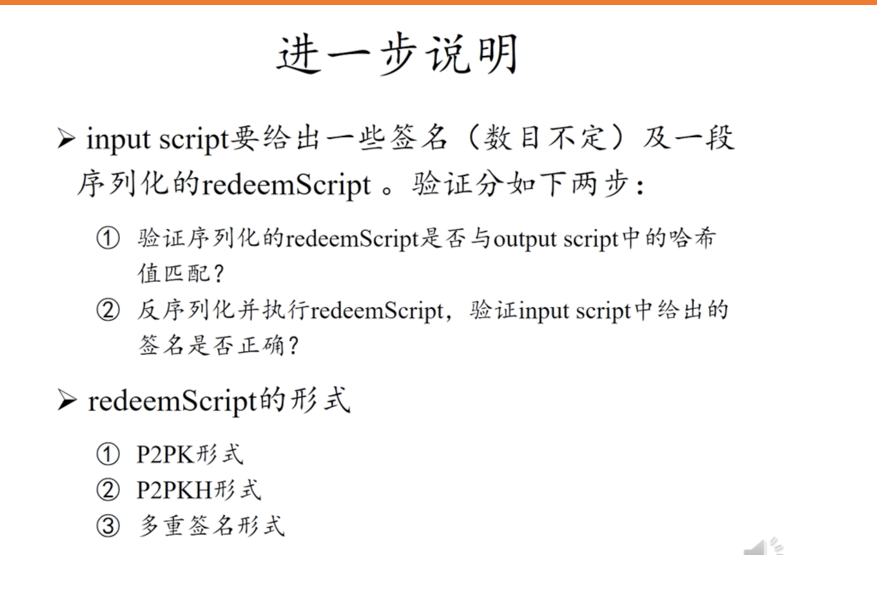 进一步说明
➢ input script要给出一些签名（数目不定）及一段
序列化的redeemScript 。验证分如下两步：
① 验证序列化的redeemScript是否与output script中的哈希
值匹配？
② 反序列化并执行redeemScript，验证input script中给出的
签名是否正确？
➢ redeemScript的形式
① P2PK形式
② P2PKH形式
③ 多重签名形式